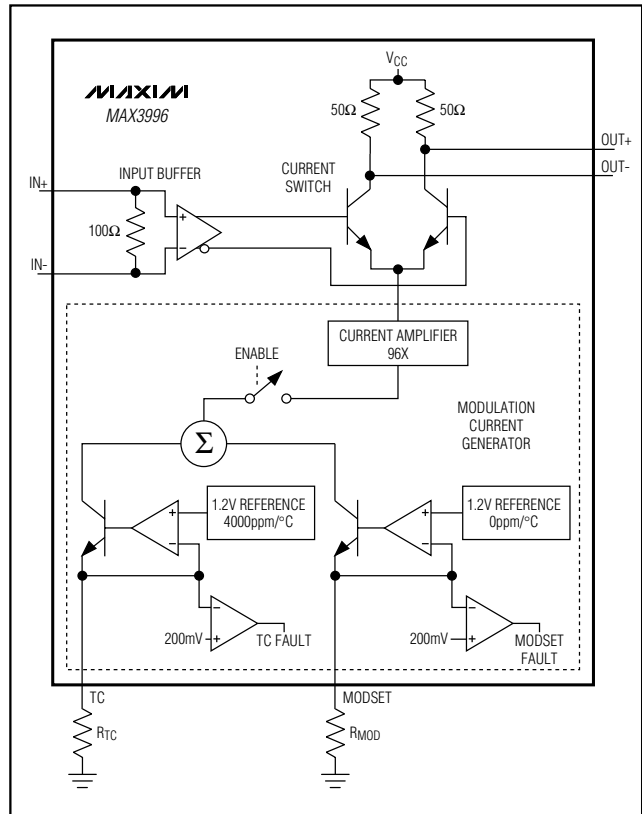 VCC
MAXIM
MAX3996
50Ω
50Ω
OUT+
OUT-
INPUT BUFFER
CURRENT
SWITCH
IN+
100Ω
+
−
IN-
CURRENT AMPLIFIER
96X
ENABLE
MODULATION
CURRENT
GENERATOR
Σ
1.2V REFERENCE
4000ppm/°C
1.2V REFERENCE
0ppm/°C
+
−
+
−
−
+
200mV
TC FAULT
−
+
200mV
MODSET
FAULT
TC
MODSET
RTC
RMOD